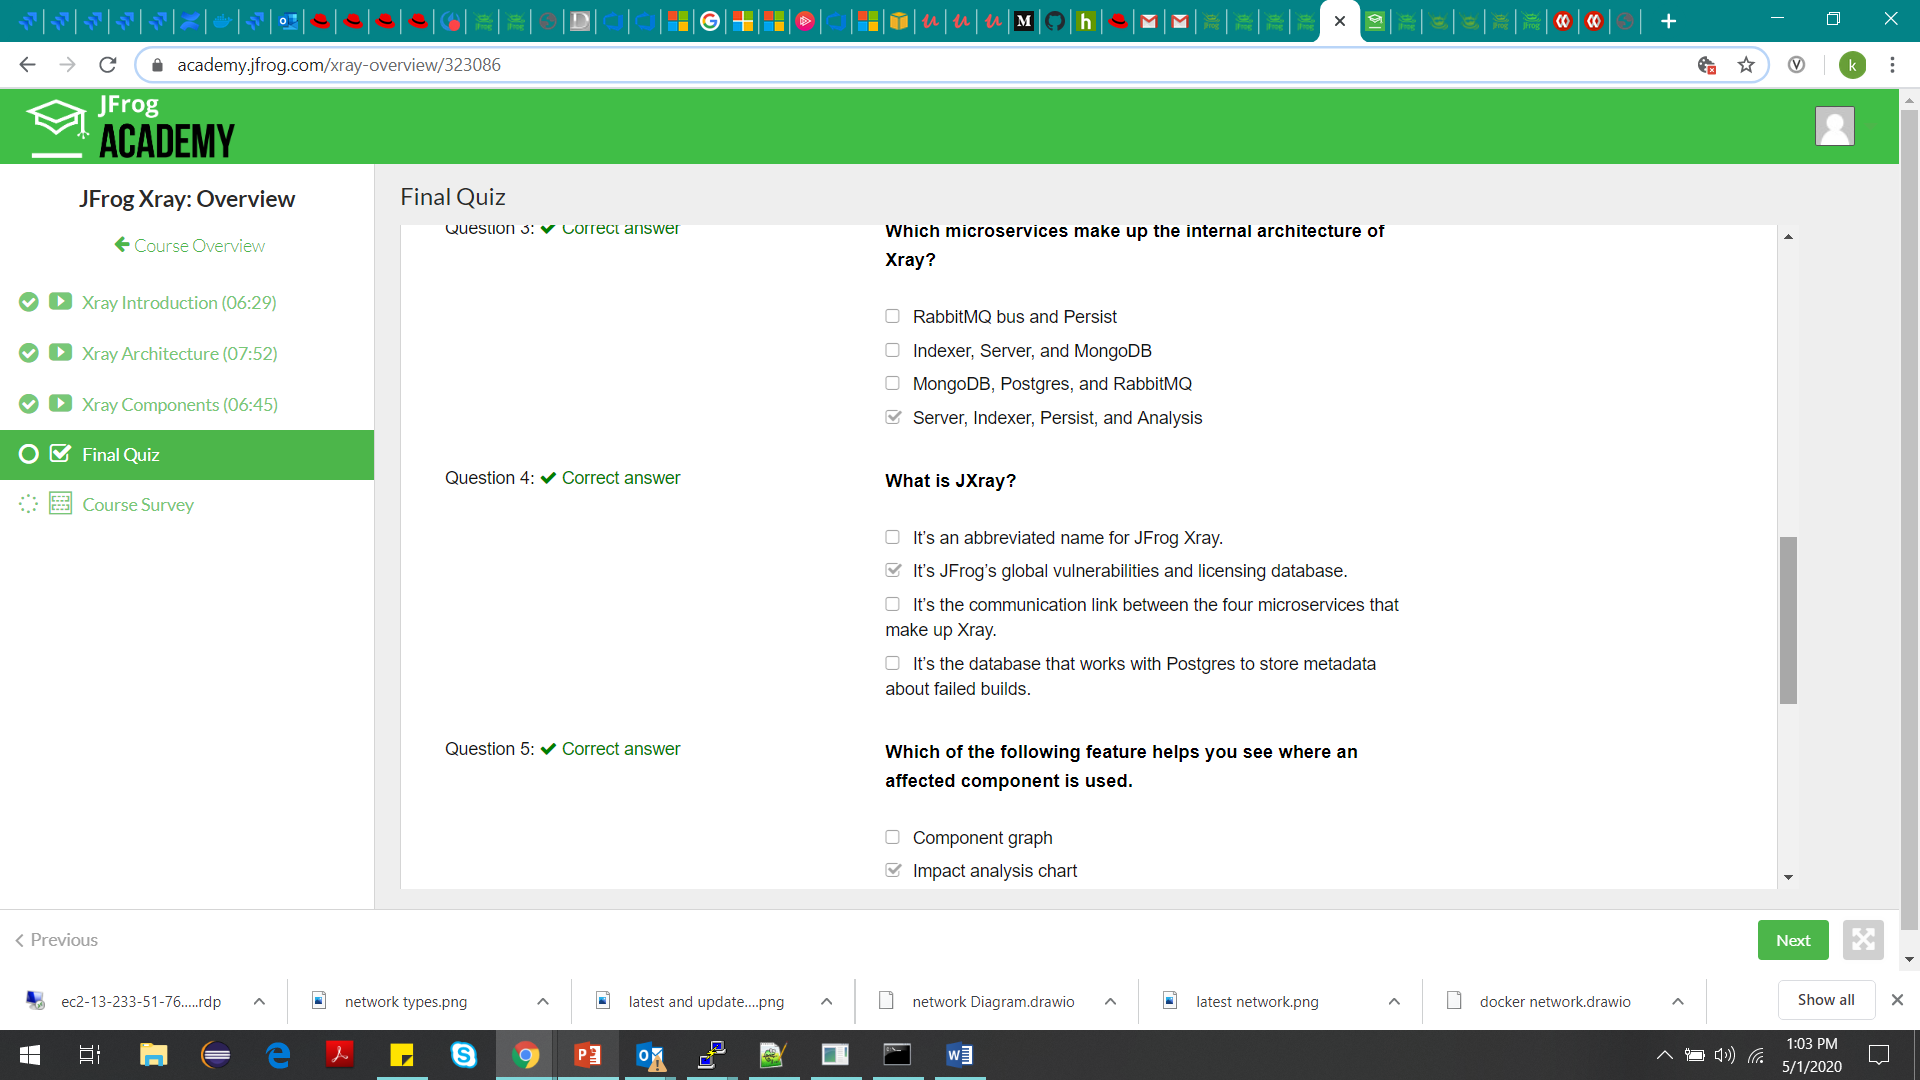 academy.jfrog.com/xray-overview/323086
k
JFrog
ACADEMY
JFrog Xray: Overview
Course Overview
Xray Introduction (06:29)
Xray Architecture (07:52)
Xray Components (06:45)
Final Quiz
Course Survey
Final Quiz
Question 3: Correct answer
Which microservices make up the internal architecture of
Xray?
RabbitMQ bus and Persist
Indexer, Server, and MongoDB
MongoDB, Postgres, and RabbitMQ
Server, Indexer, Persist, and Analysis
Question 4: Correct answer
What is JXray?
It's an abbreviated name for JFrog Xray.
It's JFrog's global vulnerabilities and licensing database.
It's the communication link between the four microservices that
make up Xray.
It's the database that works with Postgres to store metadata
about failed builds.
Question 5: Correct answer
Which of the following feature helps you see where an
affected component is used.
Component graph
Impact analysis chart
Previous
Next
ec2-13-233-51-76.....rdp
network types.png
latest and update....png
network Diagram.drawio
latest network.png
docker network.drawio
Show all
1:03 PM
5/1/2020